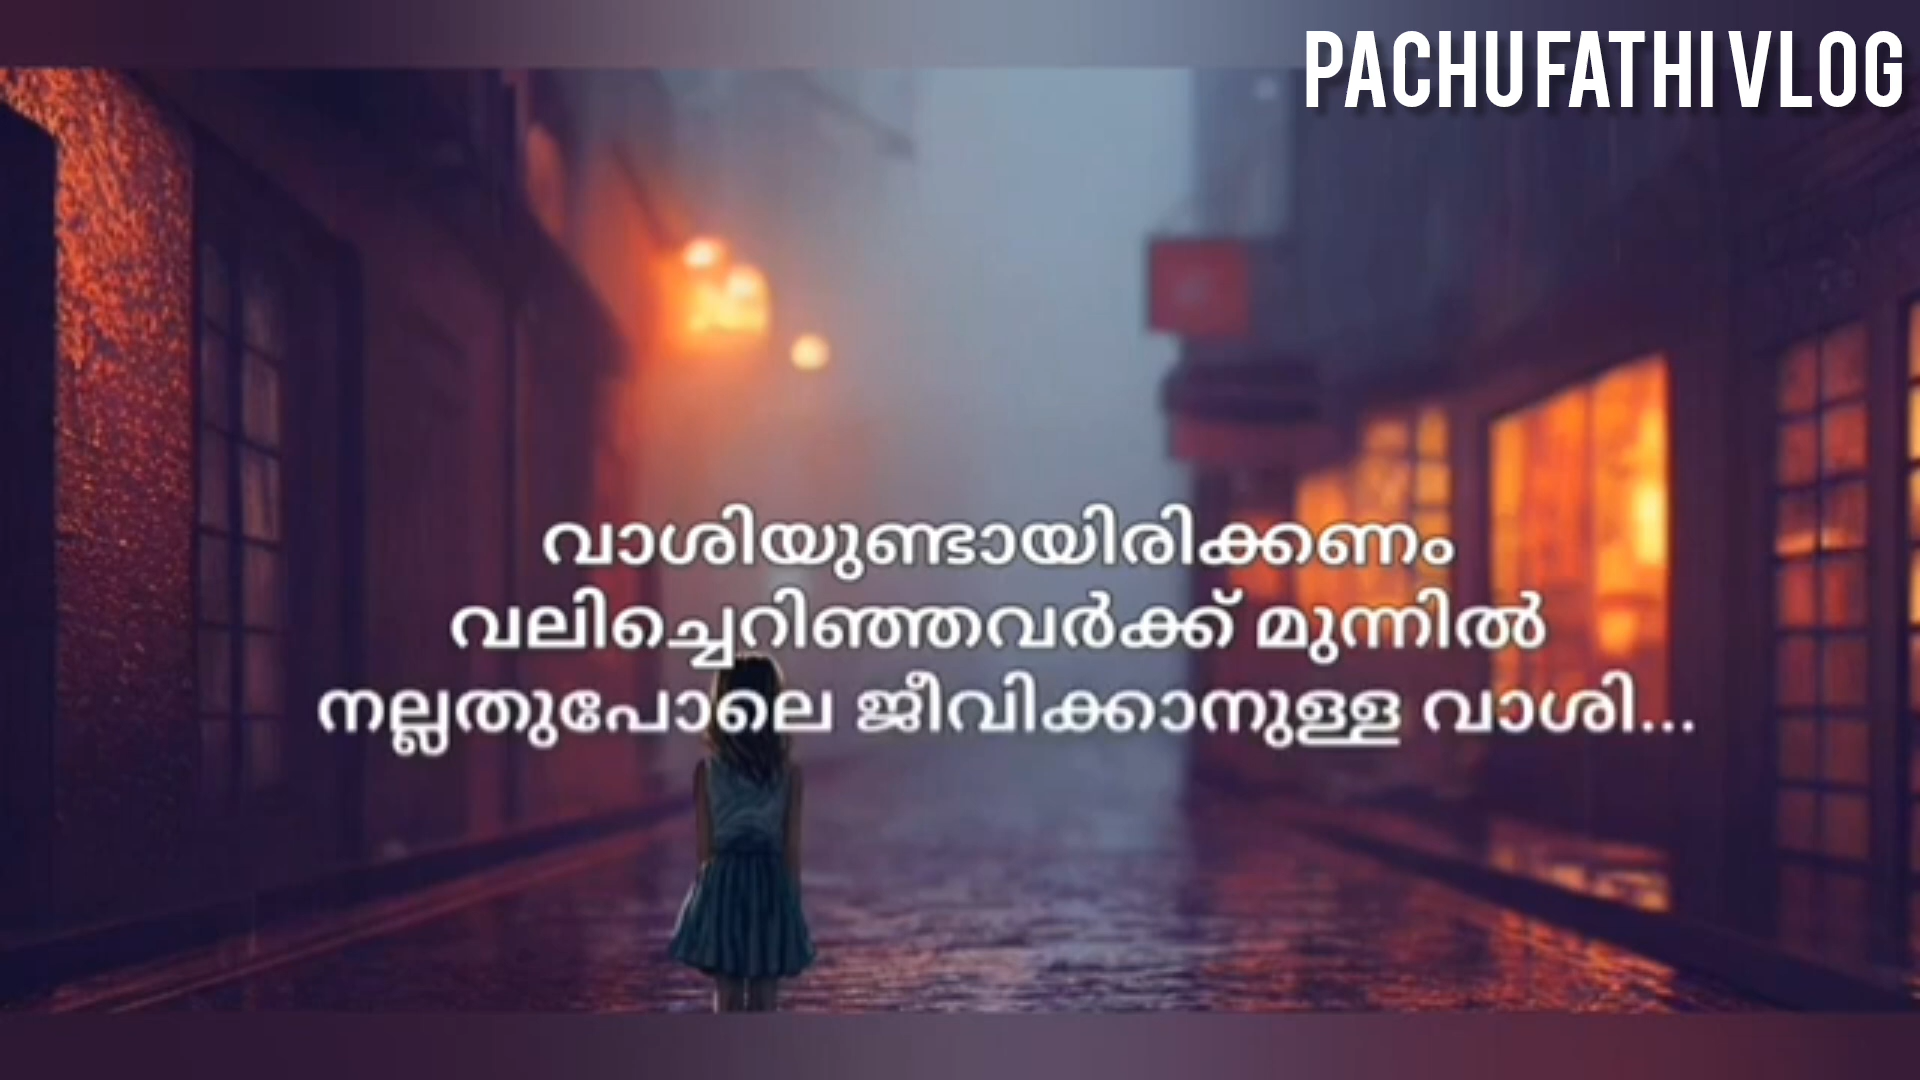 PACHU FATHI VLOG
വാശിയുണ്ടായിരിക്കണം
വലിച്ചെറിഞ്ഞവർക്ക് മുന്നിൽ
നല്ലതുപോലെ ജീവിക്കാനുള്ള വാശി...